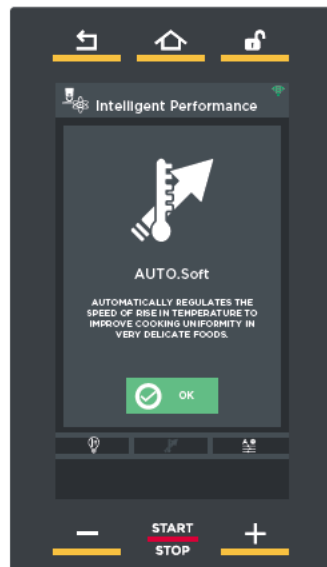 Intelligent Performance
AUTO.Soft
AUTOMATICALLY REGULATES THE
SPEED OF RISE IN TEMPERATURE TO
IMPROVE COOKING UNIFORMITY IN
VERY DELICATE FOODS.
OK
START
STOP